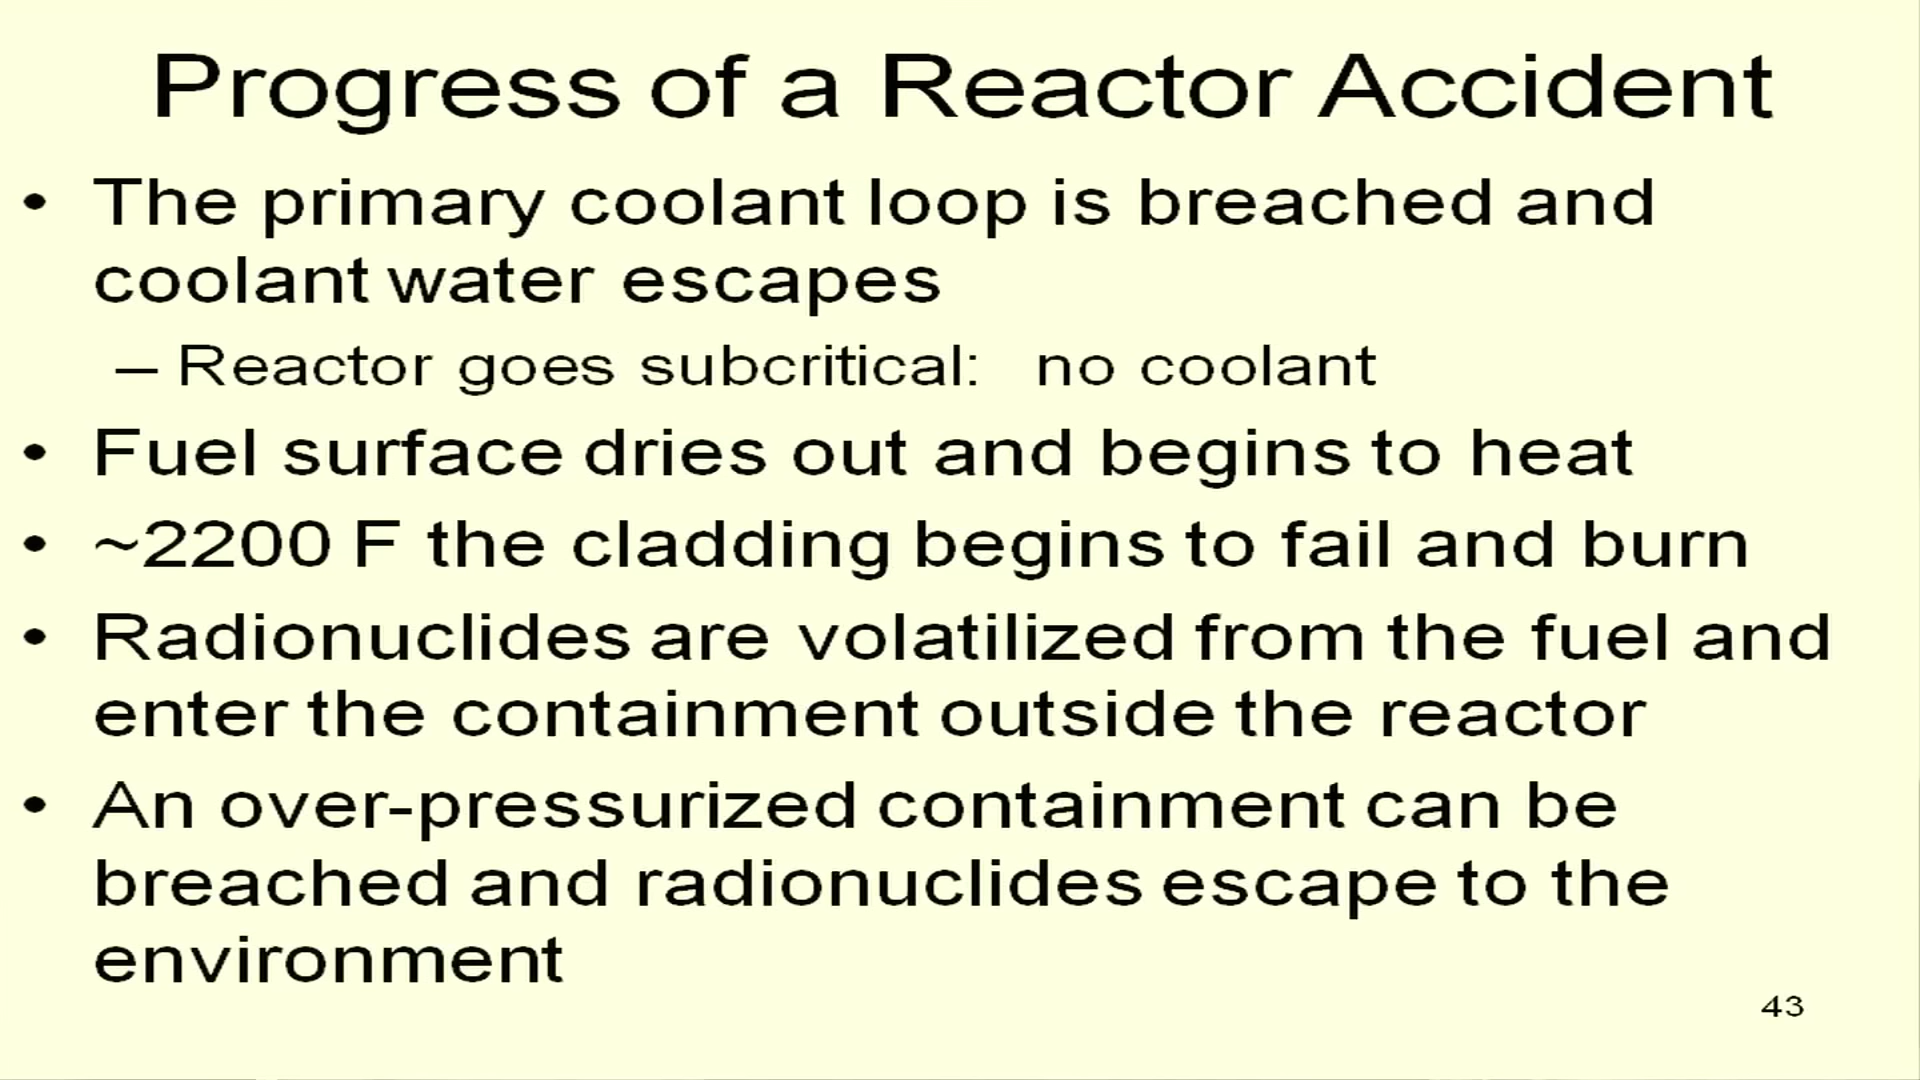 Progress of a Reactor Accident
• The primary coolant loop is breached and
coolant water escapes
– Reactor goes subcritical: no coolant
• Fuel surface dries out and begins to heat
• ~2200 F the cladding begins to fail and burn
• Radionuclides are volatilized from the fuel and
enter the containment outside the reactor
• An over-pressurized containment can be
breached and radionuclides escape to the
environment
43